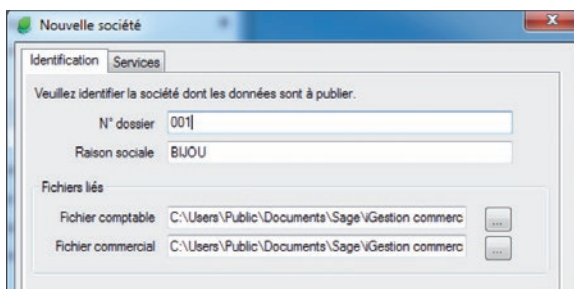 Nouvelle société
Identification Services
Veuillez identifier la société dont les données sont à publier.
N° dossier 001
Raison sociale BIJOU
Fichiers liés
Fichier comptable C:\Users\Public\Documents\Sage\iGestion commerc ...
Fichier commercial C:\Users\Public\Documents\Sage\iGestion commerc ...